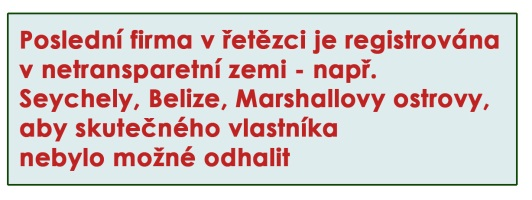 Poslední firma v řetězci je registrována
v netransparetní zemi - např.
Seychely, Belize, Marshallovy ostrovy,
aby skutečného vlastníka
nebylo možné odhalit